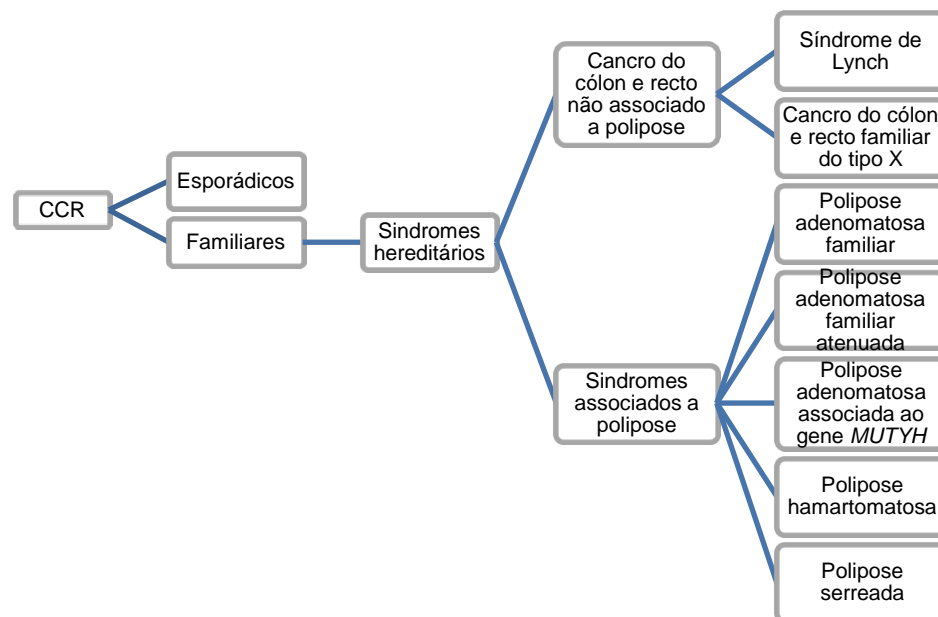 CCR
Esporádicos
Familiares
Sindromes
hereditários
Cancro do
cólon e recto
não associado
a polipose
Sindromes
associados a
polipose
Síndrome de
Lynch
Cancro do cólon
e recto familiar
do tipo X
Polipose
adenomatosa
familiar
Polipose
adenomatosa
familiar
atenuada
Polipose
adenomatosa
associada ao
gene MUTYH
Polipose
hamartomatosa
Polipose
serreada